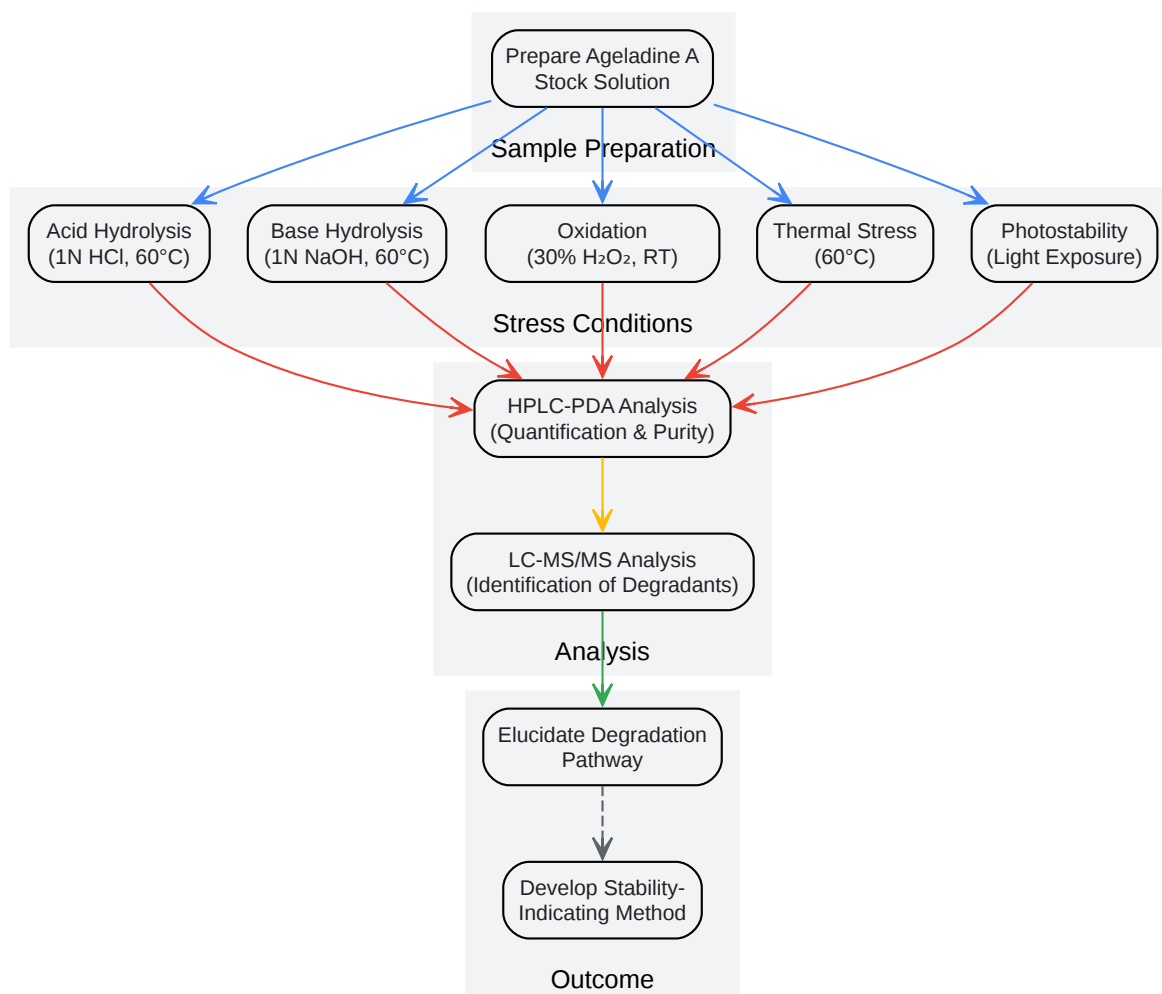 Prepare Ageladine A
Stock Solution
Sample Preparation
Acid Hydrolysis
(1N HCl, 60°C)
Base Hydrolysis
(1N NaOH, 60°C)
Oxidation
(30% H₂O₂, RT)
Thermal Stress
(60°C)
Photostability
(Light Exposure)
Stress Conditions
HPLC-PDA Analysis
(Quantification & Purity)
LC-MS/MS Analysis
(Identification of Degradants)
Analysis
Elucidate Degradation
Pathway
Develop Stability-
Indicating Method
Outcome